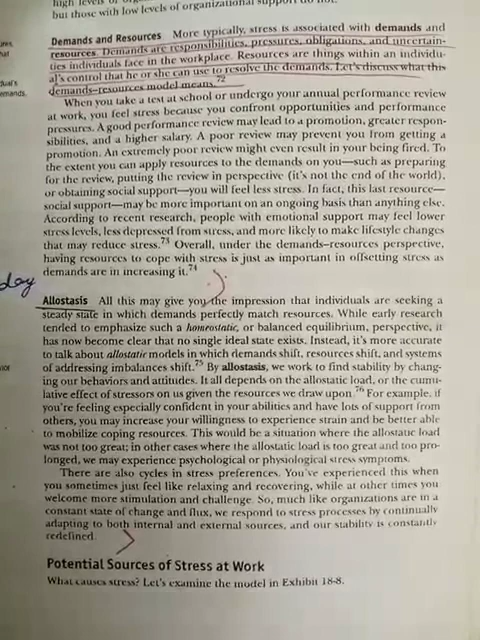 high levels of
but those with low levels of organizational support do not.
Demands and Resources More typically, stress is associated with demands and
resources. Demands are responsibilities, pressures, obligations, and uncertain-
ties individuals face in the workplace. Resources are things within an individu-
al's control that he or she can use to resolve the demands. Let's discuss what this
demands–resources model means.72
When you take a test at school or undergo your annual performance review
at work, you feel stress because you confront opportunities and performance
pressures. A good performance review may lead to a promotion, greater respon-
sibilities, and a higher salary. A poor review may prevent you from getting a
promotion. An extremely poor review might even result in your being fired. To
the extent you can apply resources to the demands on you—such as preparing
for the review, putting the review in perspective (it's not the end of the world),
or obtaining social support—you will feel less stress. In fact, this last resource—
social support—may be more important on an ongoing basis than anything else.
According to recent research, people with emotional support may feel lower
stress levels, less depressed from stress, and more likely to make lifestyle changes
that may reduce stress.73 Overall, under the demands–resources perspective,
having resources to cope with stress is just as important in offsetting stress as
demands are in increasing it.74
day
Allostasis All this may give you the impression that individuals are seeking a
steady state in which demands perfectly match resources. While early research
tended to emphasize such a homeostatic, or balanced equilibrium, perspective, it
has now become clear that no single ideal state exists. Instead, it's more accurate
to talk about allostatic models in which demands shift, resources shift, and systems
of addressing imbalances shift.75 By allostasis, we work to find stability by chang-
ing our behaviors and attitudes. It all depends on the allostatic load, or the cumu-
lative effect of stressors on us given the resources we draw upon.76 For example, if
you're feeling especially confident in your abilities and have lots of support from
others, you may increase your willingness to experience strain and be better able
to mobilize coping resources. This would be a situation where the allostatic load
was not too great; in other cases where the allostatic load is too great and too pro-
longed, we may experience psychological or physiological stress symptoms.
There are also cycles in stress preferences. You've experienced this when
you sometimes just feel like relaxing and recovering, while at other times you
welcome more stimulation and challenge. So, much like organizations are in a
constant state of change and flux, we respond to stress processes by continually
adapting to both internal and external sources, and our stability is constantly
redefined.
Potential Sources of Stress at Work
What causes stress? Let's examine the model in Exhibit 18-8.